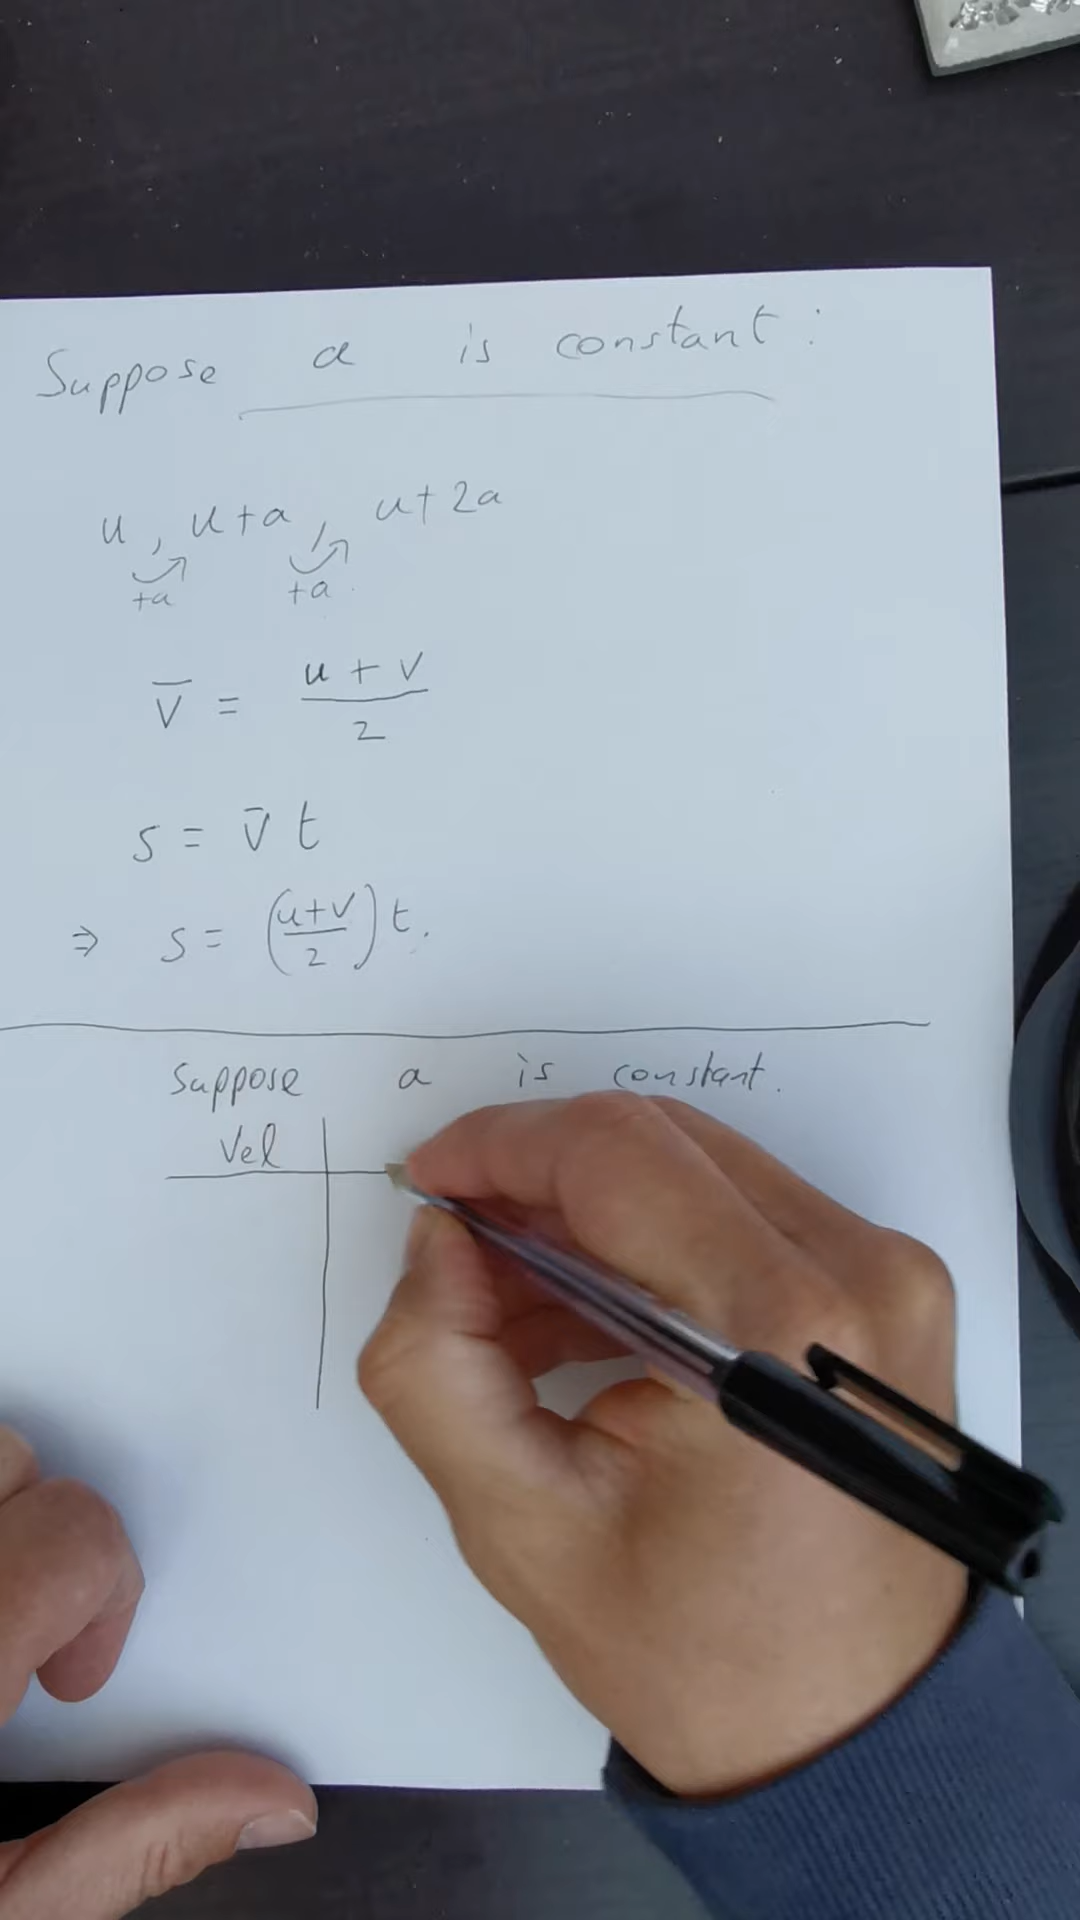 Suppose a is constant:
u, u+a, u+2a
+a +a.
v̄ = u + v / 2
s = v̄ t
⇒ s = (u+v / 2) t.
Suppose a is constant.
Vel